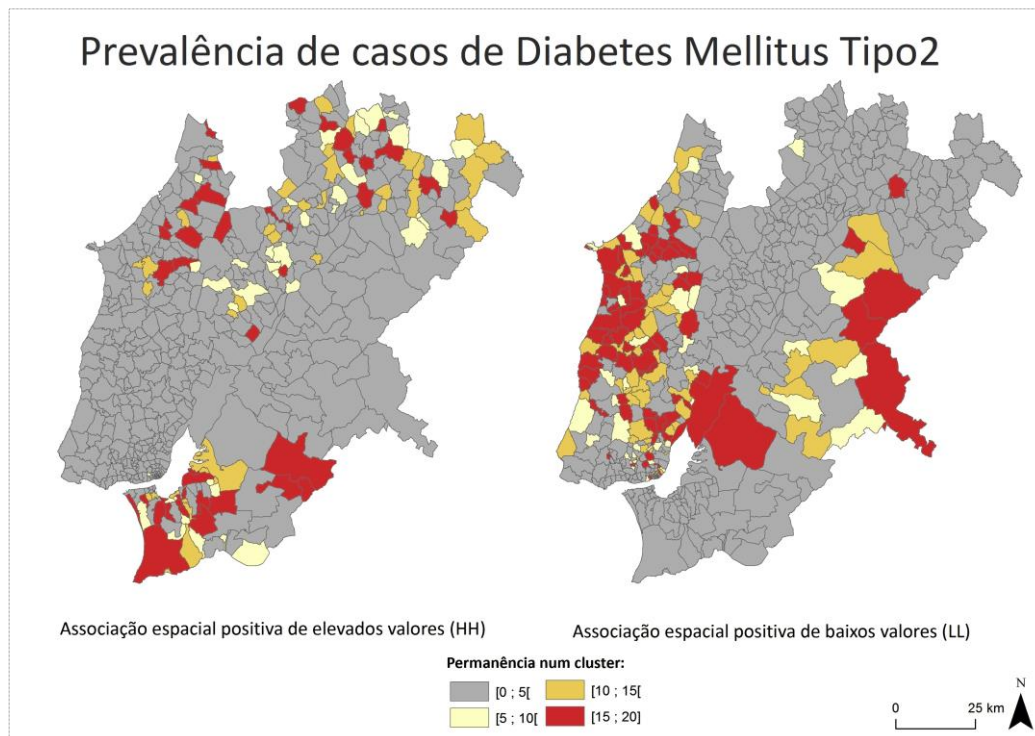 Prevalência de casos de Diabetes Mellitus Tipo2
Associação espacial positiva de elevados valores (HH)
Associação espacial positiva de baixos valores (LL)
Permanência num cluster:
[0 ; 5[
[10 ; 15[
[5 ; 10[
[15 ; 20]
N
0 25 km